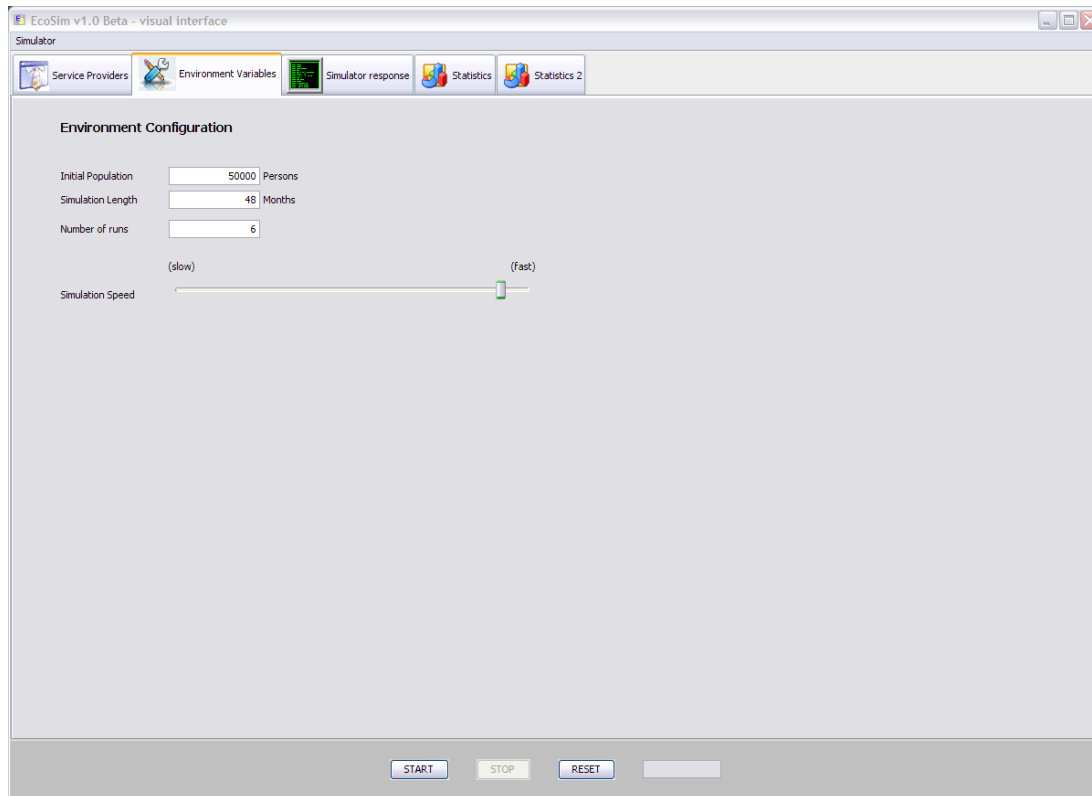 EcoSim v1.0 Beta - visual interface
Simulator
Service Providers Environment Variables Simulator response Statistics Statistics 2
Environment Configuration
Initial Population 50000 Persons
Simulation Length 48 Months
Number of runs 6
(slow) (fast)
Simulation Speed
START STOP RESET